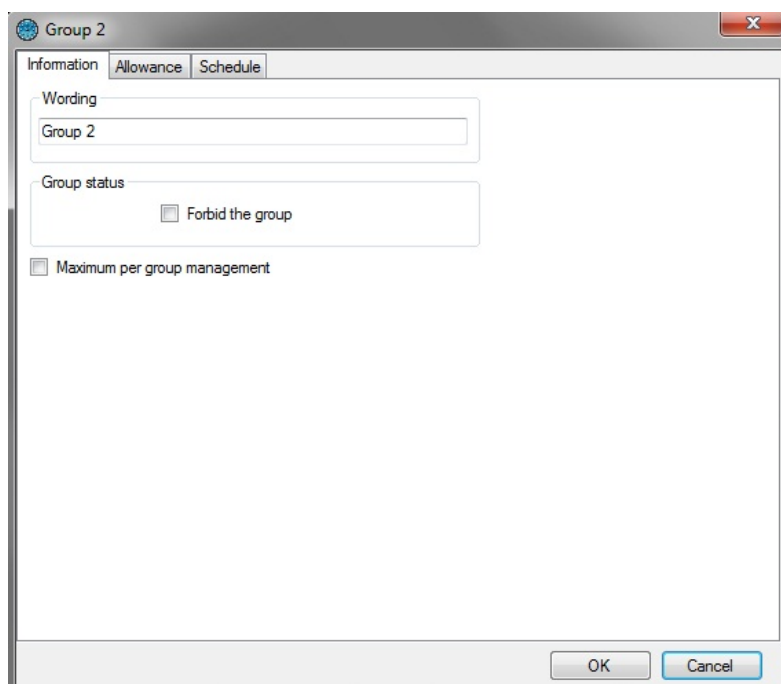 Group 2
Information Allowance Schedule
Wording
Group 2
Group status
Forbid the group
Maximum per group management
OK Cancel